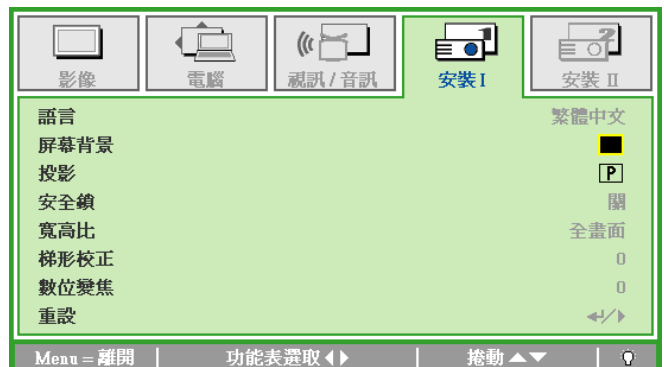 影像 電腦 視訊 / 音訊 安裝 I 安裝 II
語言 繁體中文
屏幕背景
投影 P
安全鎖 關
寬高比 全畫面
梯形校正 0
數位變焦 0
重設
Menu = 離開 功能表選取 捲動